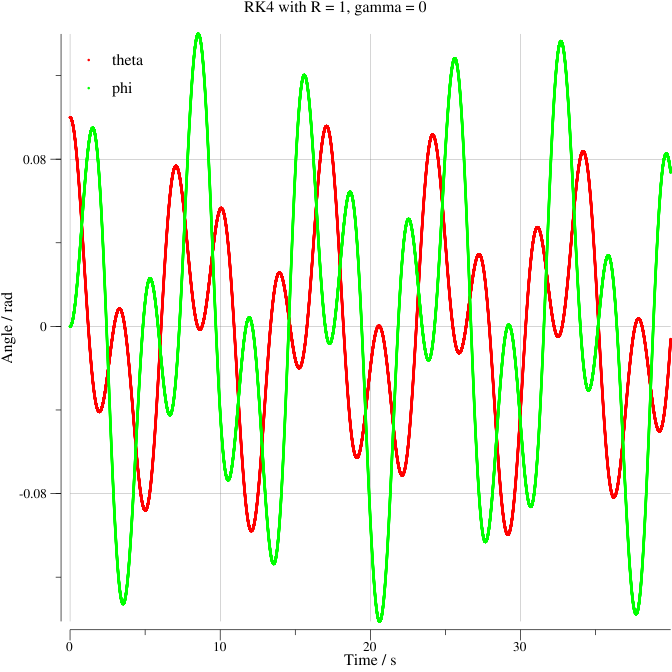 RK4 with R = 1, gamma = 0
theta
phi
0.08
0
-0.08
Angle / rad
0
10
20
30
Time / s